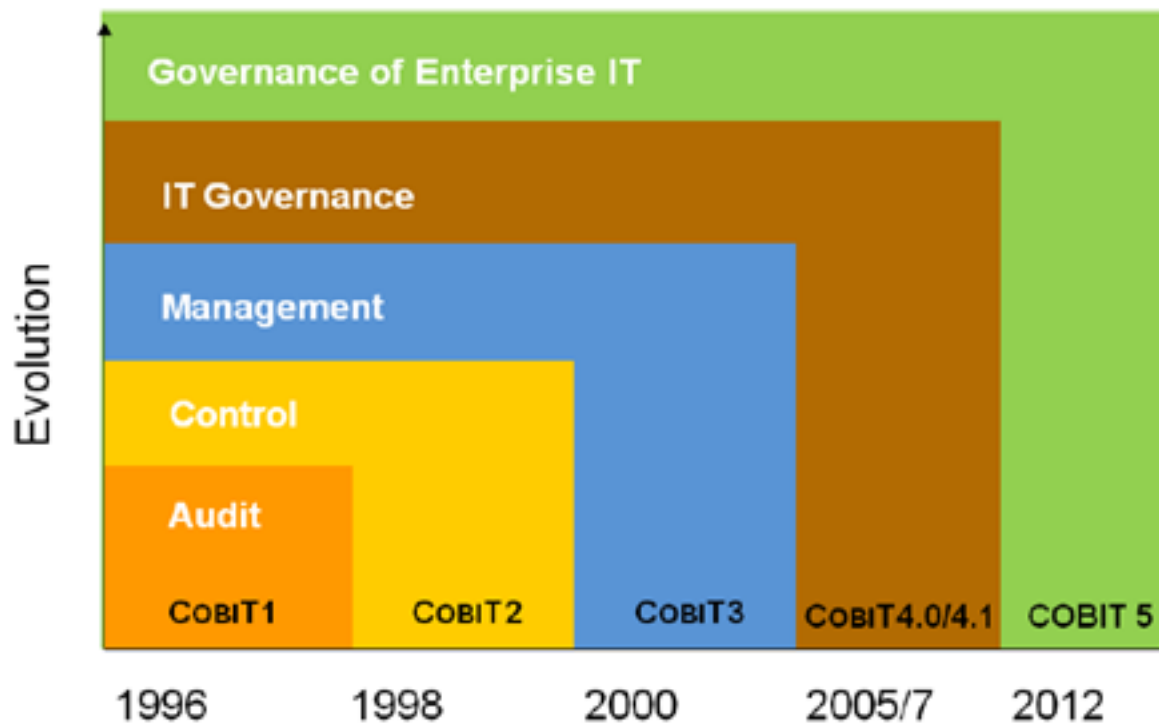 Governance of Enterprise IT
IT Governance
Management
Control
Audit
Evolution
COBIT1 COBIT2 COBIT3 COBIT4.0/4.1 COBIT 5
1996 1998 2000 2005/7 2012